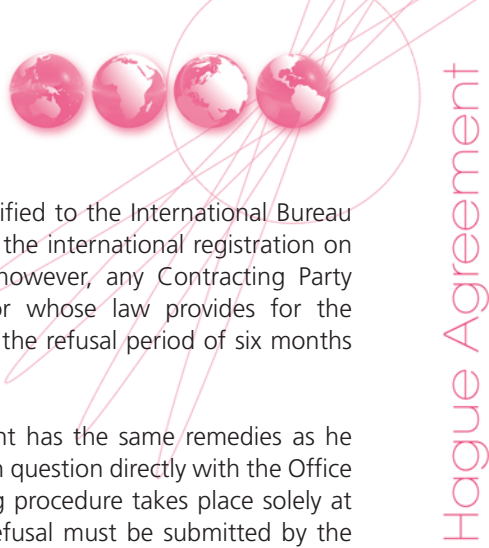 ified to the International Bureau
the international registration on
however, any Contracting Party
or whose law provides for the
the refusal period of six months
nt has the same remedies as he
n question directly with the Office
g procedure takes place solely at
efusal must be submitted by the
Hague Agreement